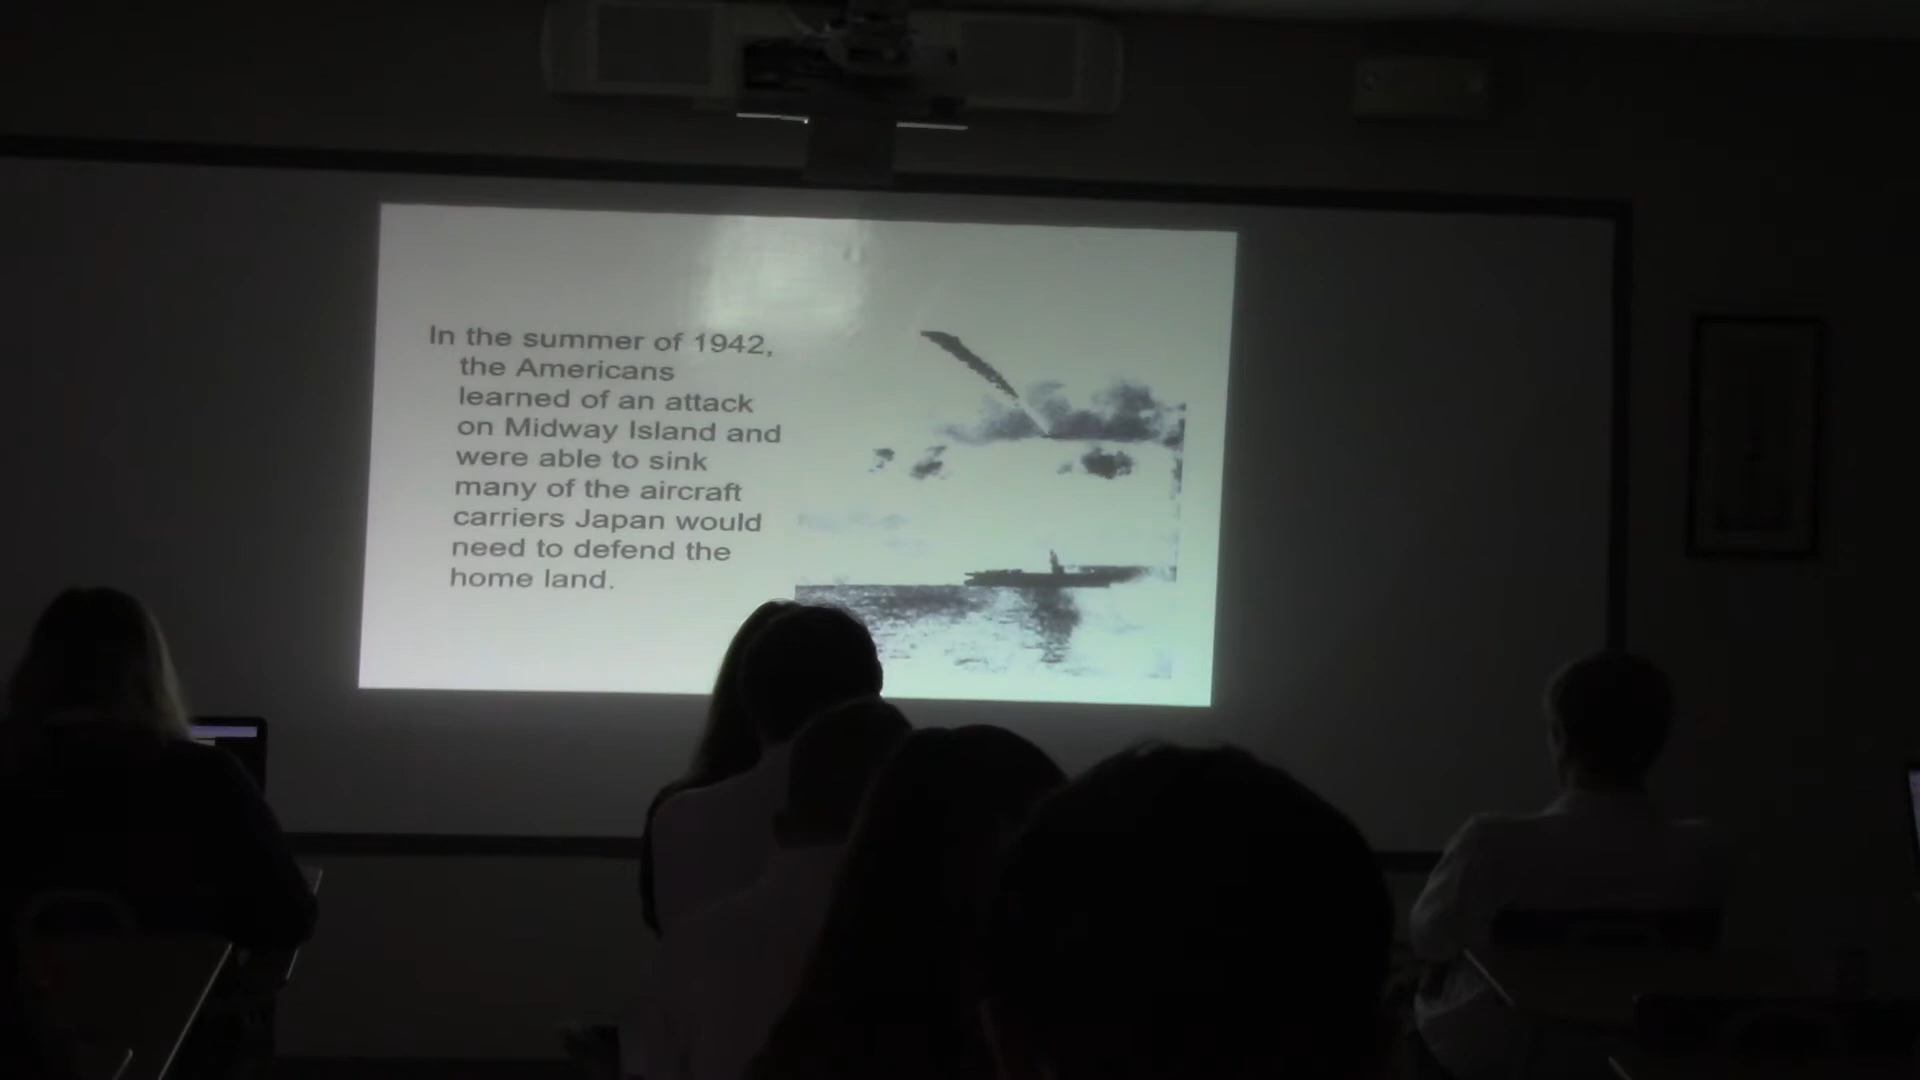 In the summer of 1942,
the Americans
learned of an attack
on Midway Island and
were able to sink
many of the aircraft
carriers Japan would
need to defend the
home land.